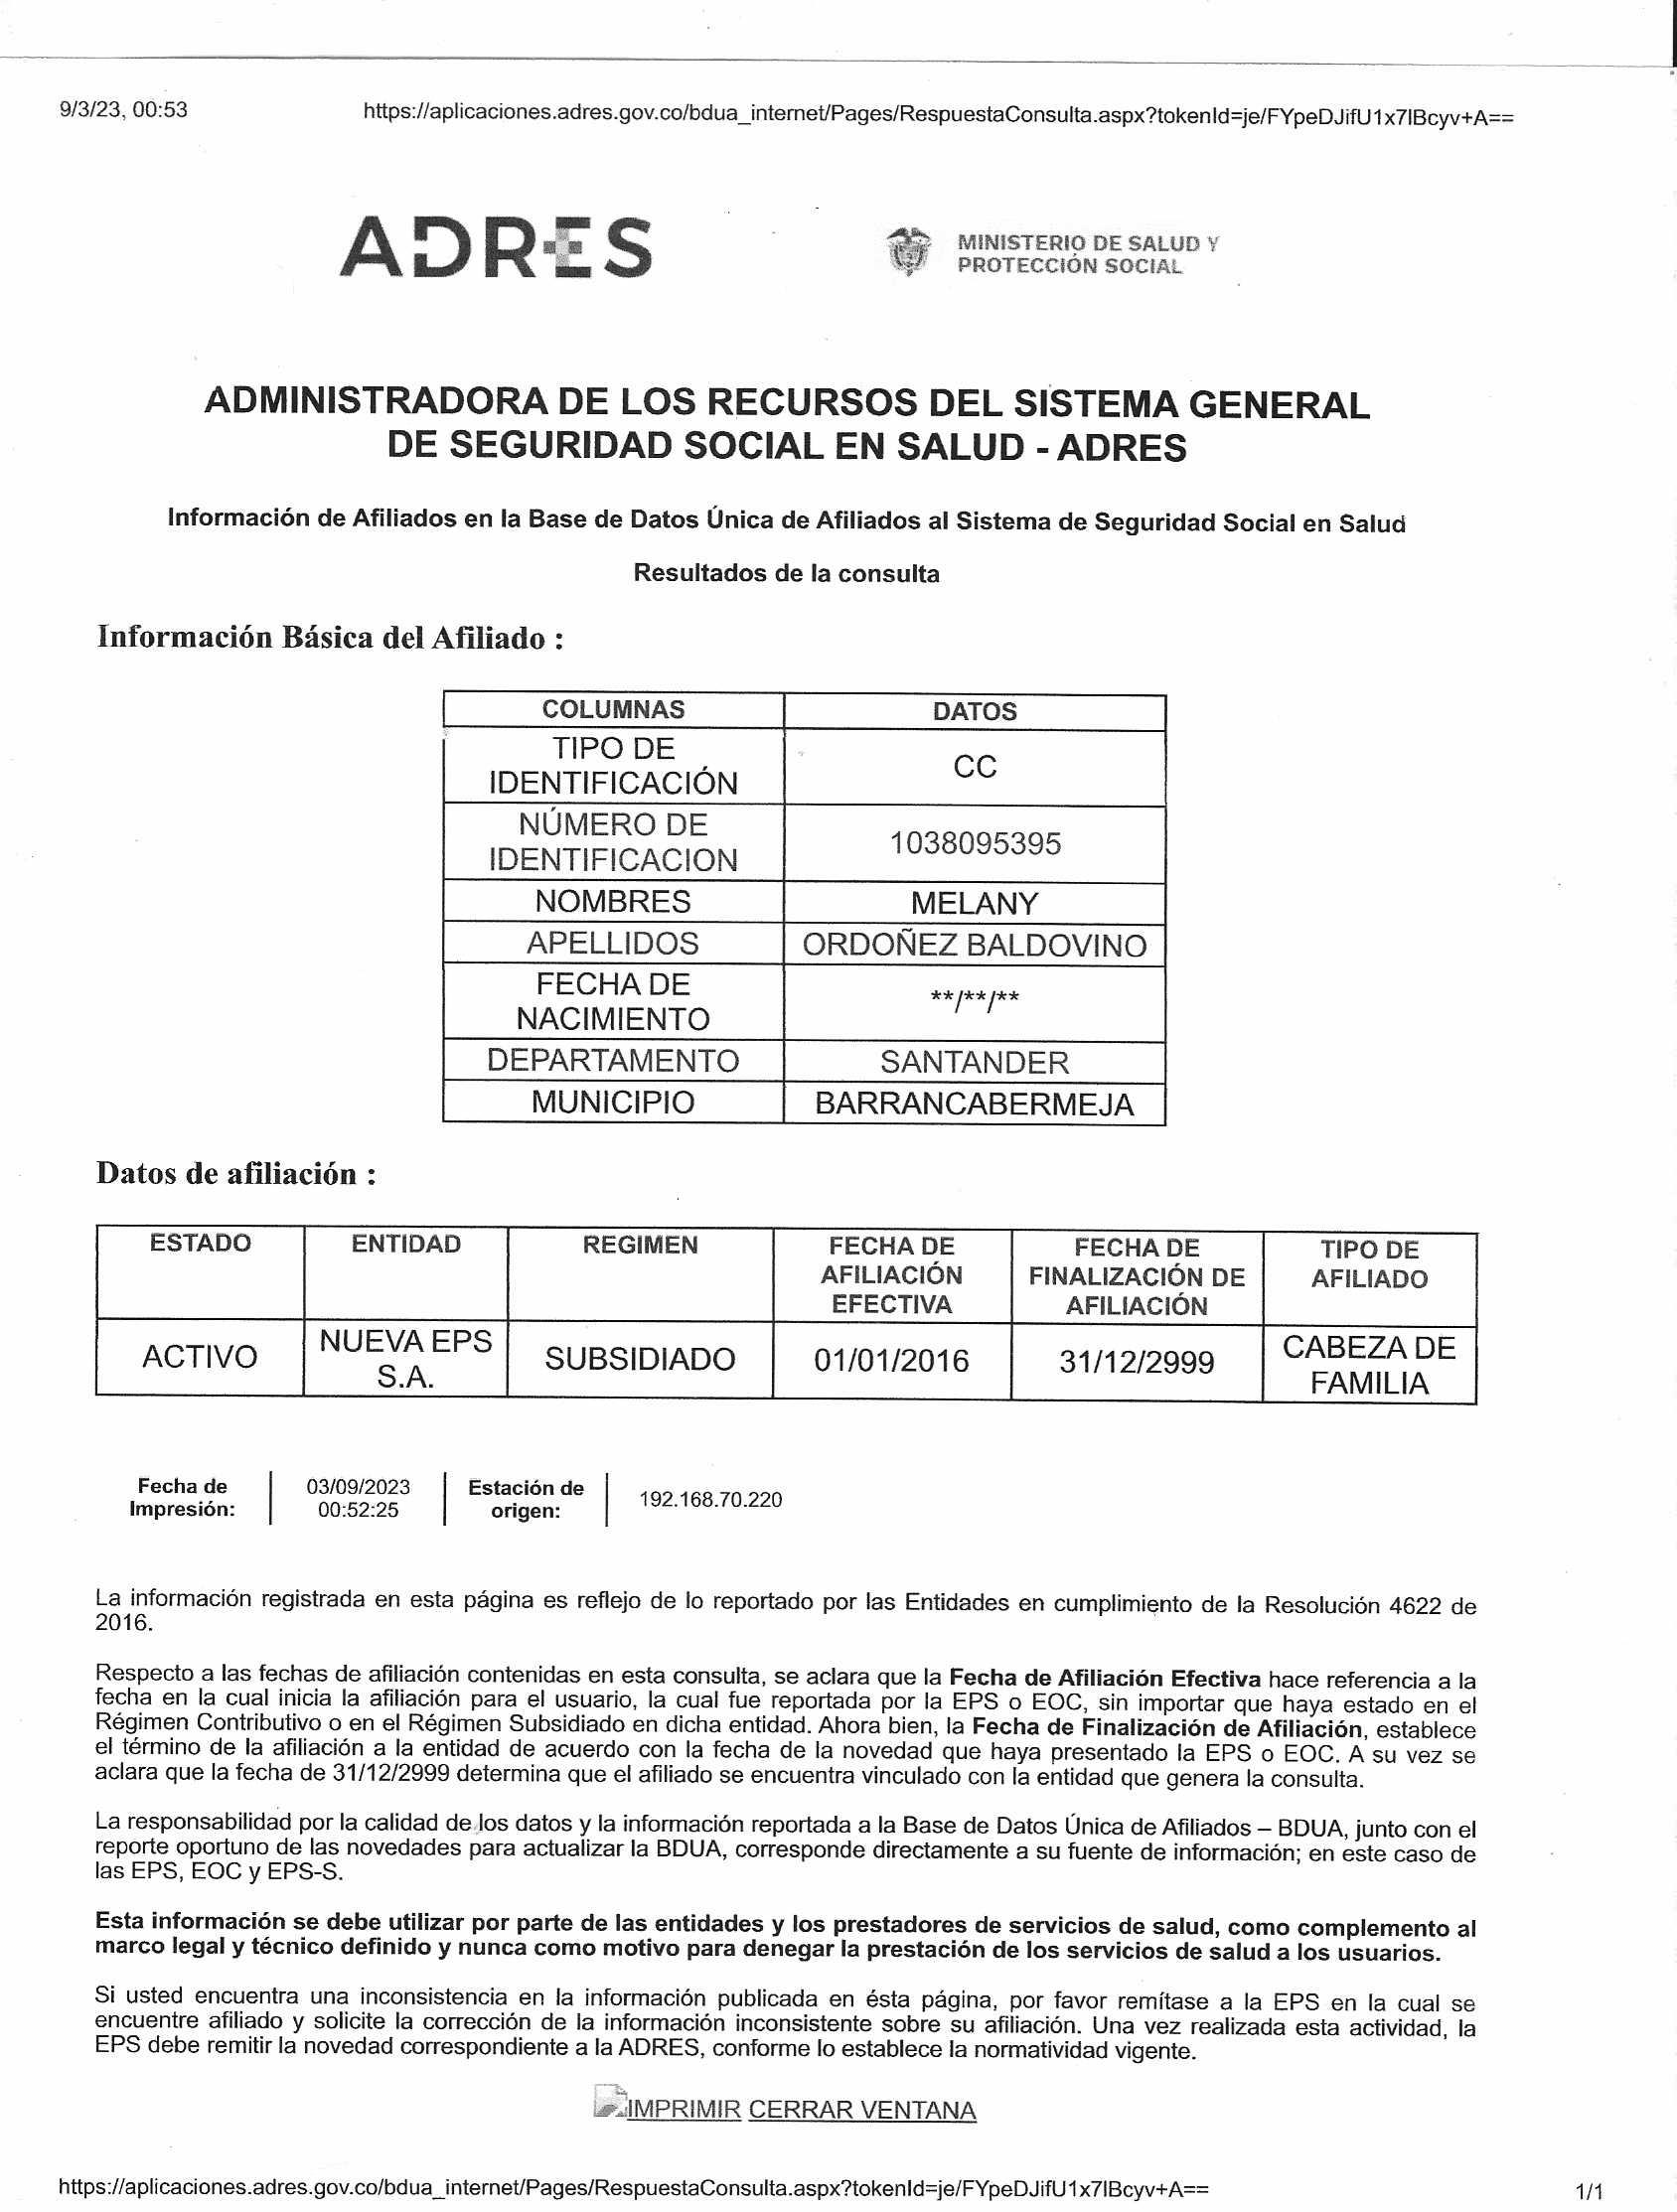 9/3/23, 00:53
https://aplicaciones.adres.gov.co/bdua_internet/Pages/RespuestaConsulta.aspx?tokenId=je/FYpeDJifU1x7lBcyv+A==
ADRES
MINISTERIO DE SALUD Y
PROTECCIÓN SOCIAL
ADMINISTRADORA DE LOS RECURSOS DEL SISTEMA GENERAL
DE SEGURIDAD SOCIAL EN SALUD - ADRES
Información de Afiliados en la Base de Datos Única de Afiliados al Sistema de Seguridad Social en Salud
Resultados de la consulta
Información Básica del Afiliado :
COLUMNAS DATOS
TIPO DE
IDENTIFICACIÓN
CC
NÚMERO DE
IDENTIFICACION
1038095395
NOMBRES MELANY
APELLIDOS ORDOÑEZ BALDOVINO
FECHA DE
NACIMIENTO
**/**/**
DEPARTAMENTO SANTANDER
MUNICIPIO BARRANCABERMEJA
Datos de afiliación :
ESTADO
ENTIDAD
REGIMEN
FECHA DE
AFILIACIÓN
EFECTIVA
FECHA DE
FINALIZACIÓN DE
AFILIACIÓN
TIPO DE
AFILIADO
ACTIVO
NUEVA EPS
S.A.
SUBSIDIADO
01/01/2016
31/12/2999
CABEZA DE
FAMILIA
Fecha de
Impresión:
03/09/2023
00:52:25
Estación de
origen:
192.168.70.220
La información registrada en esta página es reflejo de lo reportado por las Entidades en cumplimiento de la Resolución 4622 de
2016.
Respecto a las fechas de afiliación contenidas en esta consulta, se aclara que la Fecha de Afiliación Efectiva hace referencia a la
fecha en la cual inicia la afiliación para el usuario, la cual fue reportada por la EPS o EOC, sin importar que haya estado en el
Régimen Contributivo o en el Régimen Subsidiado en dicha entidad. Ahora bien, la Fecha de Finalización de Afiliación, establece
el término de la afiliación a la entidad de acuerdo con la fecha de la novedad que haya presentado la EPS o EOC. A su vez se
aclara que la fecha de 31/12/2999 determina que el afiliado se encuentra vinculado con la entidad que genera la consulta.
La responsabilidad por la calidad de los datos y la información reportada a la Base de Datos Única de Afiliados – BDUA, junto con el
reporte oportuno de las novedades para actualizar la BDUA, corresponde directamente a su fuente de información; en este caso de
las EPS, EOC y EPS-S.
Esta información se debe utilizar por parte de las entidades y los prestadores de servicios de salud, como complemento al
marco legal y técnico definido y nunca como motivo para denegar la prestación de los servicios de salud a los usuarios.
Si usted encuentra una inconsistencia en la información publicada en ésta página, por favor remítase a la EPS en la cual se
encuentre afiliado y solicite la corrección de la información inconsistente sobre su afiliación. Una vez realizada esta actividad, la
EPS debe remitir la novedad correspondiente a la ADRES, conforme lo establece la normatividad vigente.
IMPRIMIR CERRAR VENTANA
https://aplicaciones.adres.gov.co/bdua_internet/Pages/RespuestaConsulta.aspx?tokenId=je/FYpeDJifU1x7lBcyv+A==
1/1